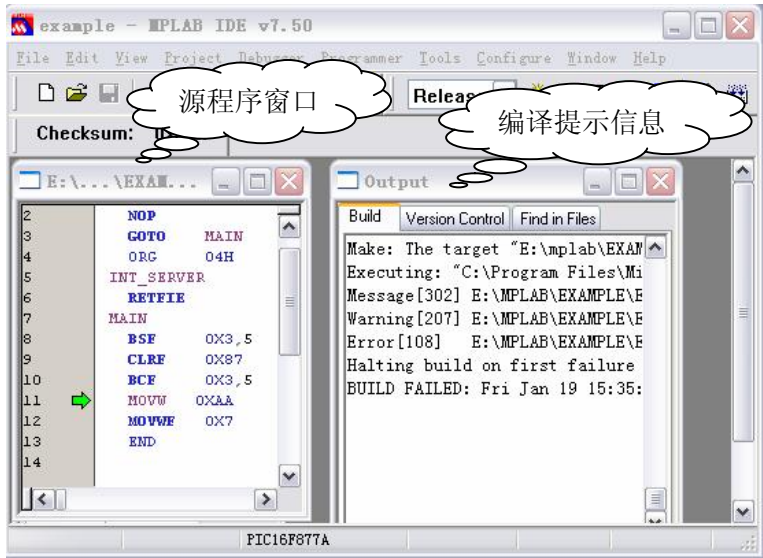 example - MPLAB IDE v7.50
File Edit View Project Debugger Programmer Tools Configure Window Help
源程序窗口
Releas
编译提示信息
Checksum:
E:\...\EXAM...
2 NOP
3 GOTO MAIN
4 ORG 04H
5 INT_SERVER
6 RETFIE
7 MAIN
8 BSF 0X3,5
9 CLRF 0X87
10 BCF 0X3,5
11 MOVW 0XAA
12 MOVWF 0X7
13 END
14
Output
Build Version Control Find in Files
Make: The target "E:\mplab\EXAM
Executing: "C:\Program Files\Mi
Message[302] E:\MPLAB\EXAMPLE\E
Warning[207] E:\MPLAB\EXAMPLE\E
Error[108] E:\MPLAB\EXAMPLE\E
Halting build on first failure
BUILD FAILED: Fri Jan 19 15:35:
PIC16F877A